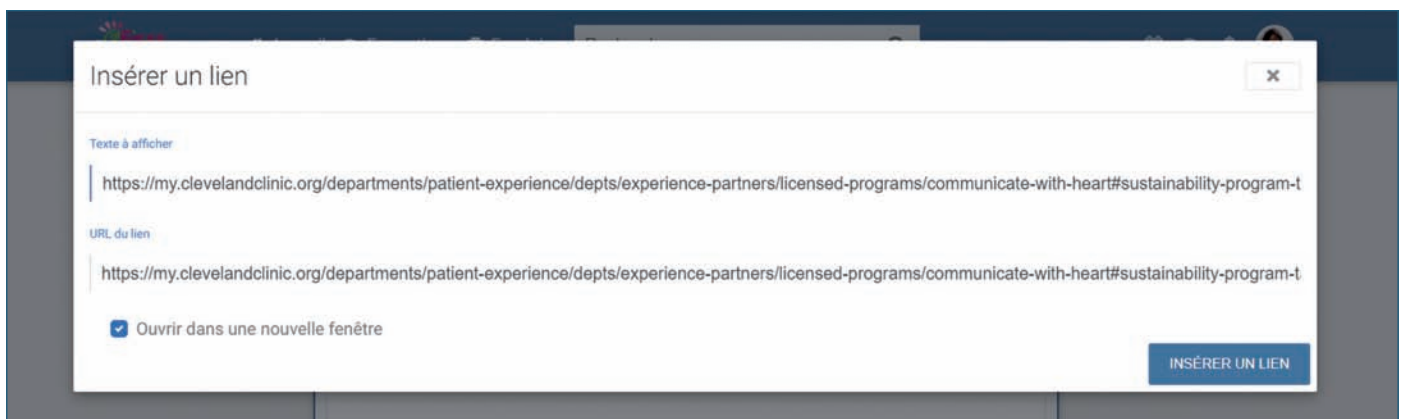 Insérer un lien
Texte à afficher
https://my.clevelandclinic.org/departments/patient-experience/depts/experience-partners/licensed-programs/communicate-with-heart#sustainability-program-t
URL du lien
https://my.clevelandclinic.org/departments/patient-experience/depts/experience-partners/licensed-programs/communicate-with-heart#sustainability-program-t
Ouvrir dans une nouvelle fenêtre
INSÉRER UN LIEN